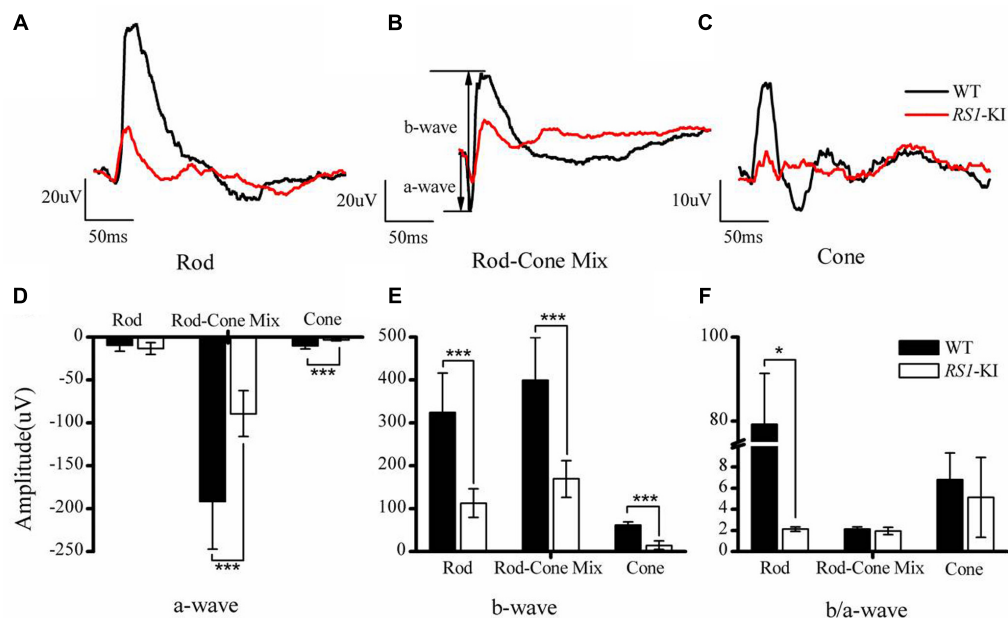 A
B
C
WT
RS1-KI
b-wave
a-wave
20uV
50ms
20uV
50ms
10uV
50ms
Rod
Rod-Cone Mix
Cone
D
E
F
Rod
Rod-Cone Mix
Cone
0
-50
-100
-150
-200
-250
Amplitude(uV)
***
***
a-wave
500
400
300
200
100
0
***
***
***
Rod
Rod-Cone Mix
Cone
b-wave
100
80
8
6
4
2
0
*
WT
RS1-KI
Rod
Rod-Cone Mix
Cone
b/a-wave